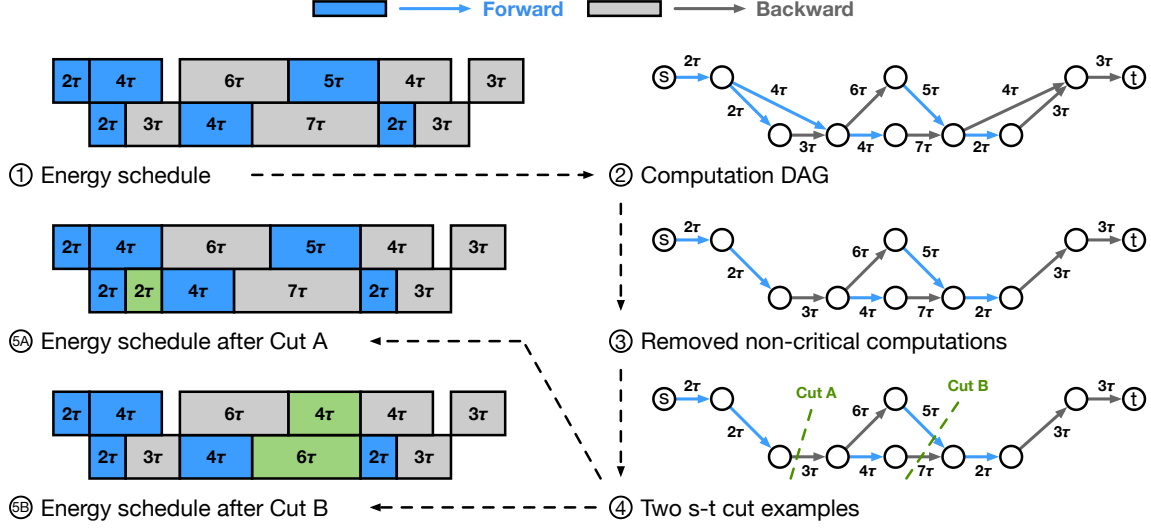 Forward Backward
2τ 4τ 6τ 5τ 4τ 3τ
2τ 3τ 4τ 7τ 2τ 3τ
① Energy schedule
s 2τ 2τ 4τ 3τ 6τ 4τ 5τ 7τ 4τ 2τ 3τ 3τ t
② Computation DAG
2τ 4τ 6τ 5τ 4τ 3τ
2τ 2τ 4τ 7τ 2τ 3τ
5A Energy schedule after Cut A
s 2τ 2τ 3τ 6τ 4τ 5τ 7τ 2τ 3τ 3τ t
③ Removed non-critical computations
2τ 4τ 6τ 4τ 4τ 3τ
2τ 3τ 4τ 6τ 2τ 3τ
5B Energy schedule after Cut B
Cut A Cut B
s 2τ 2τ 3τ 6τ 4τ 5τ 7τ 2τ 3τ 3τ t
④ Two s-t cut examples